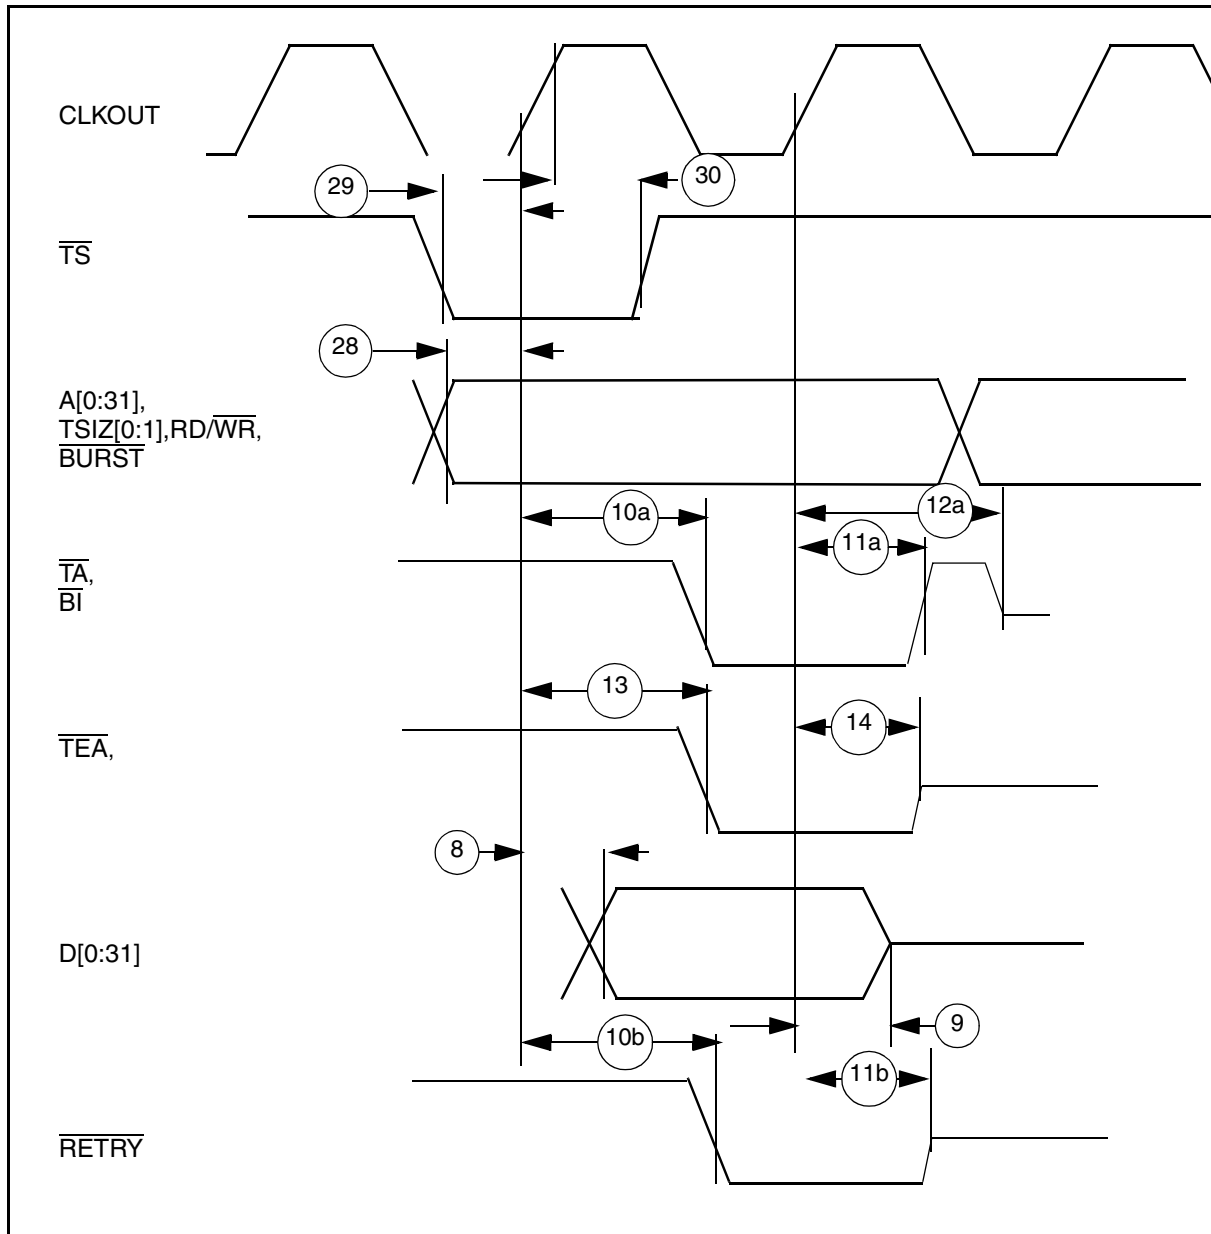 CLKOUT
29
30
TS
28
A[0:31],
TSIZ[0:1],RD/WR,
BURST
10a
12a
11a
TA,
BI
13
14
TEA,
8
D[0:31]
9
10b
11b
RETRY